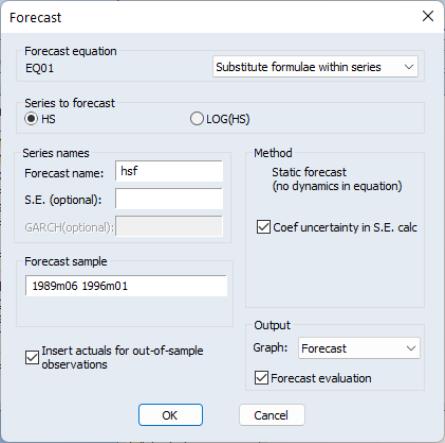 Forecast
Forecast equation
EQ01
Substitute formulae within series
Series to forecast
HS
LOG(HS)
Series names
Forecast name:
hsf
S.E. (optional):
GARCH(optional):
Method
Static forecast
(no dynamics in equation)
Coef uncertainty in S.E. calc
Forecast sample
1989m06 1996m01
Insert actuals for out-of-sample
observations
Output
Graph:
Forecast
Forecast evaluation
OK
Cancel